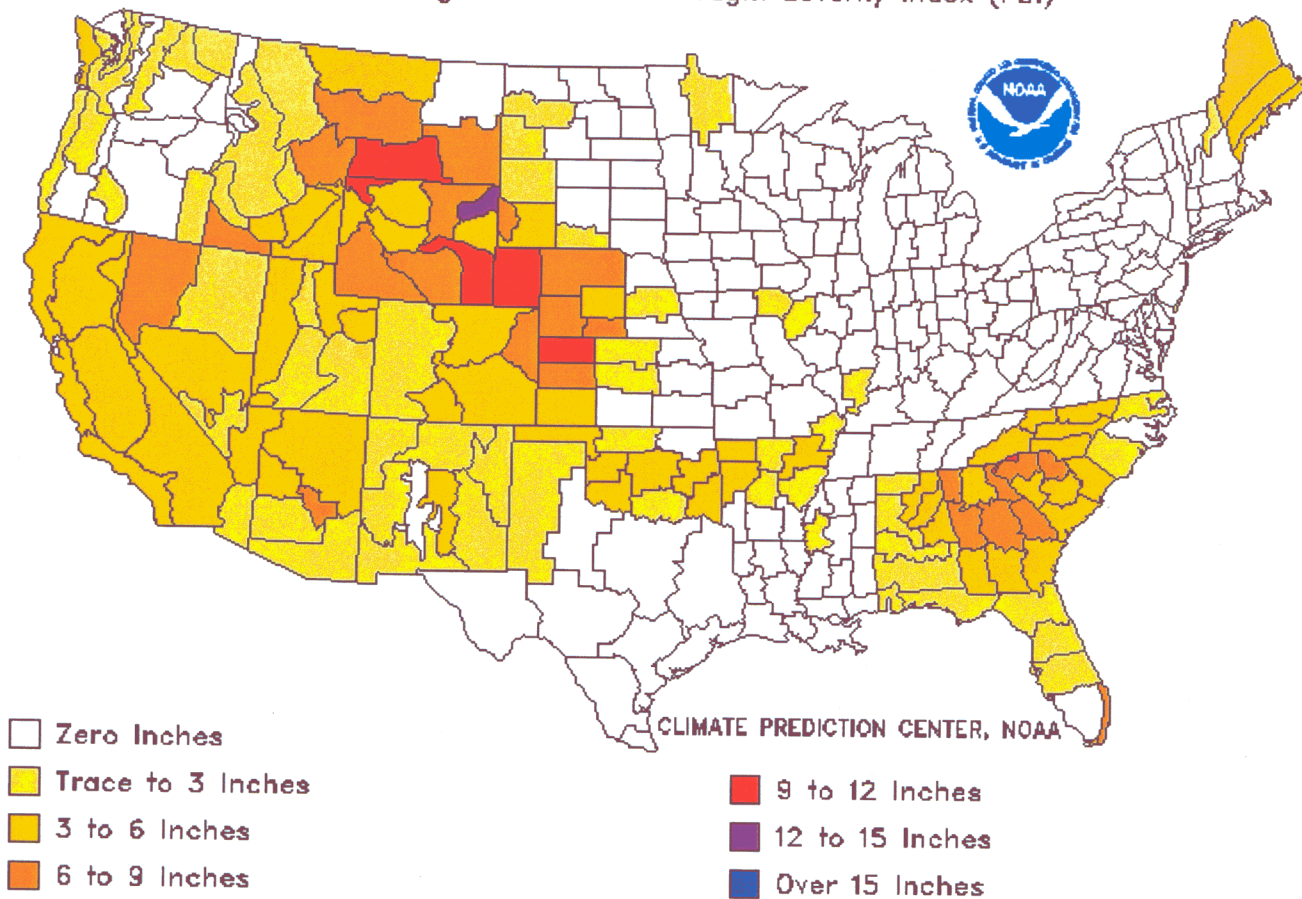 Index (
NOAA
CLIMATE PREDICTION CENTER, NOAA
Zero Inches
Trace to 3 Inches
3 to 6 Inches
6 to 9 Inches
9 to 12 Inches
12 to 15 Inches
Over 15 Inches